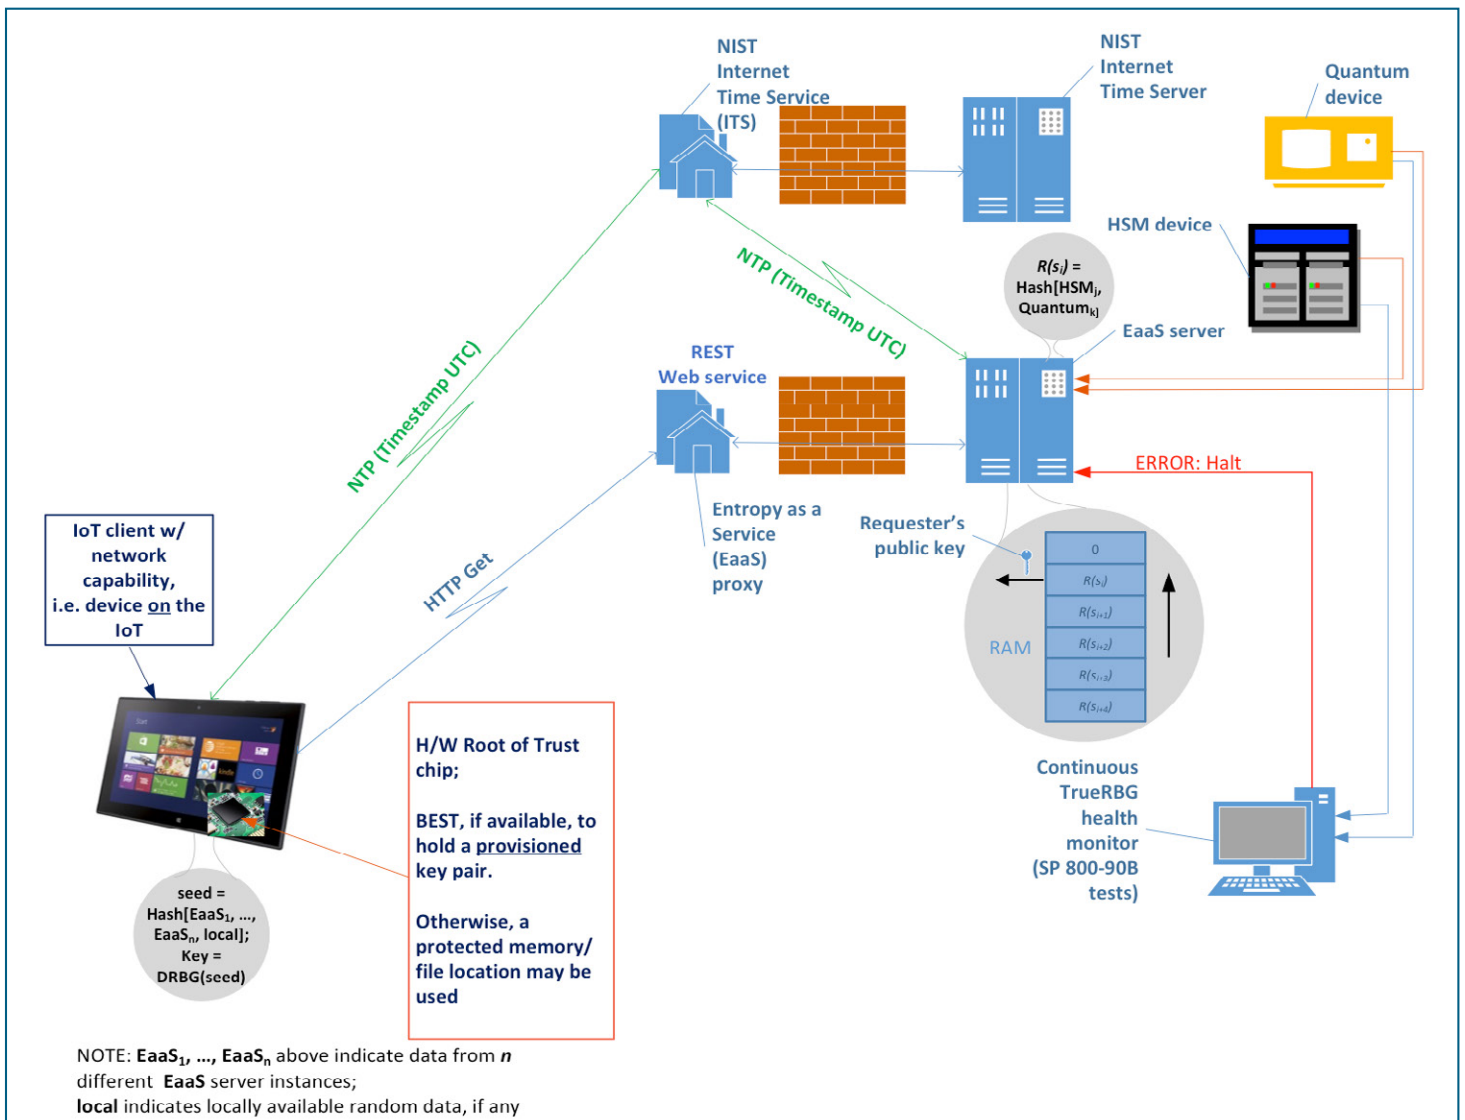 NIST
Internet
Time Service
(ITS)
NIST
Internet
Time Server
Quantum
device
HSM device
R(si) =
Hash[HSMj,
Quantumk]
EaaS server
NTP (Timestamp UTC)
NTP (Timestamp UTC)
REST
Web service
ERROR: Halt
Entropy as a
Service
(EaaS)
proxy
Requester’s
public key
0
R(si)
R(si+1)
R(si+2)
R(si+3)
R(si+4)
RAM
HTTP Get
IoT client w/
network
capability,
i.e. device on the
IoT
Start
H/W Root of Trust
chip;
BEST, if available, to
hold a provisioned
key pair.
Otherwise, a
protected memory/
file location may be
used
Continuous
TrueRBG
health
monitor
(SP 800-90B
tests)
seed =
Hash[EaaS1, ...,
EaaSn, local];
Key =
DRBG(seed)
NOTE: EaaS1, ..., EaaSn above indicate data from n
different EaaS server instances;
local indicates locally available random data, if any